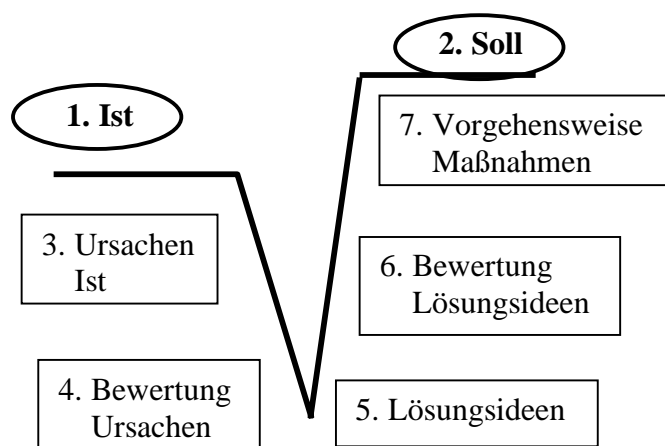 1. Ist
2. Soll
3. Ursachen
Ist
4. Bewertung
Ursachen
5. Lösungsideen
6. Bewertung
Lösungsideen
7. Vorgehensweise
Maßnahmen